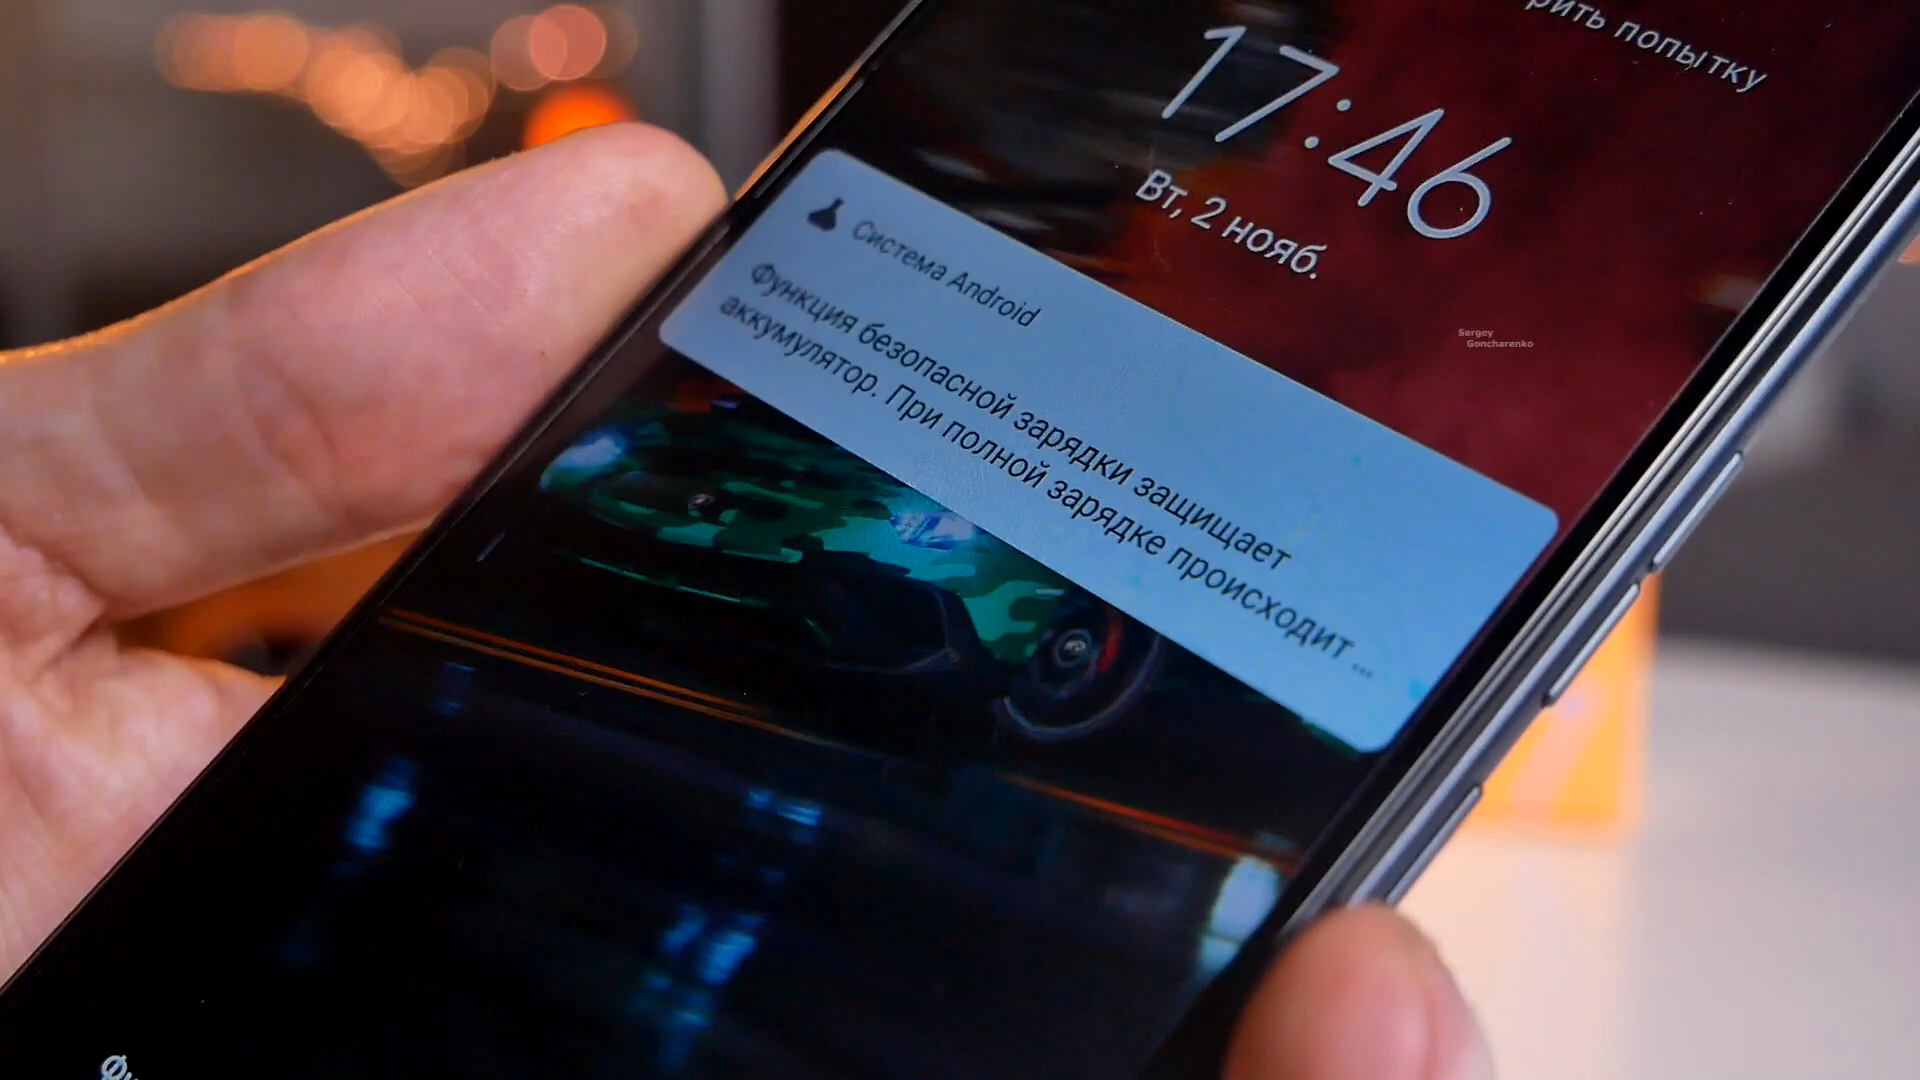 попытку
17:46
Вт, 2 нояб.
Система Android
Функция безопасной зарядки защищает
аккумулятор. При полной зарядке происходит ...
Sergey
Goncharenko